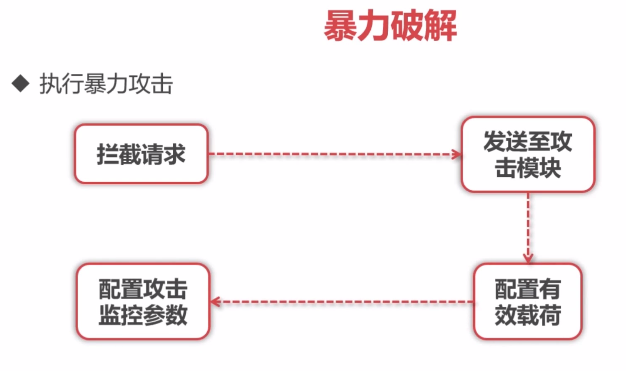 暴力破解
◆ 执行暴力攻击
拦截请求
发送至攻
击模块
配置有
效载荷
配置攻击
监控参数